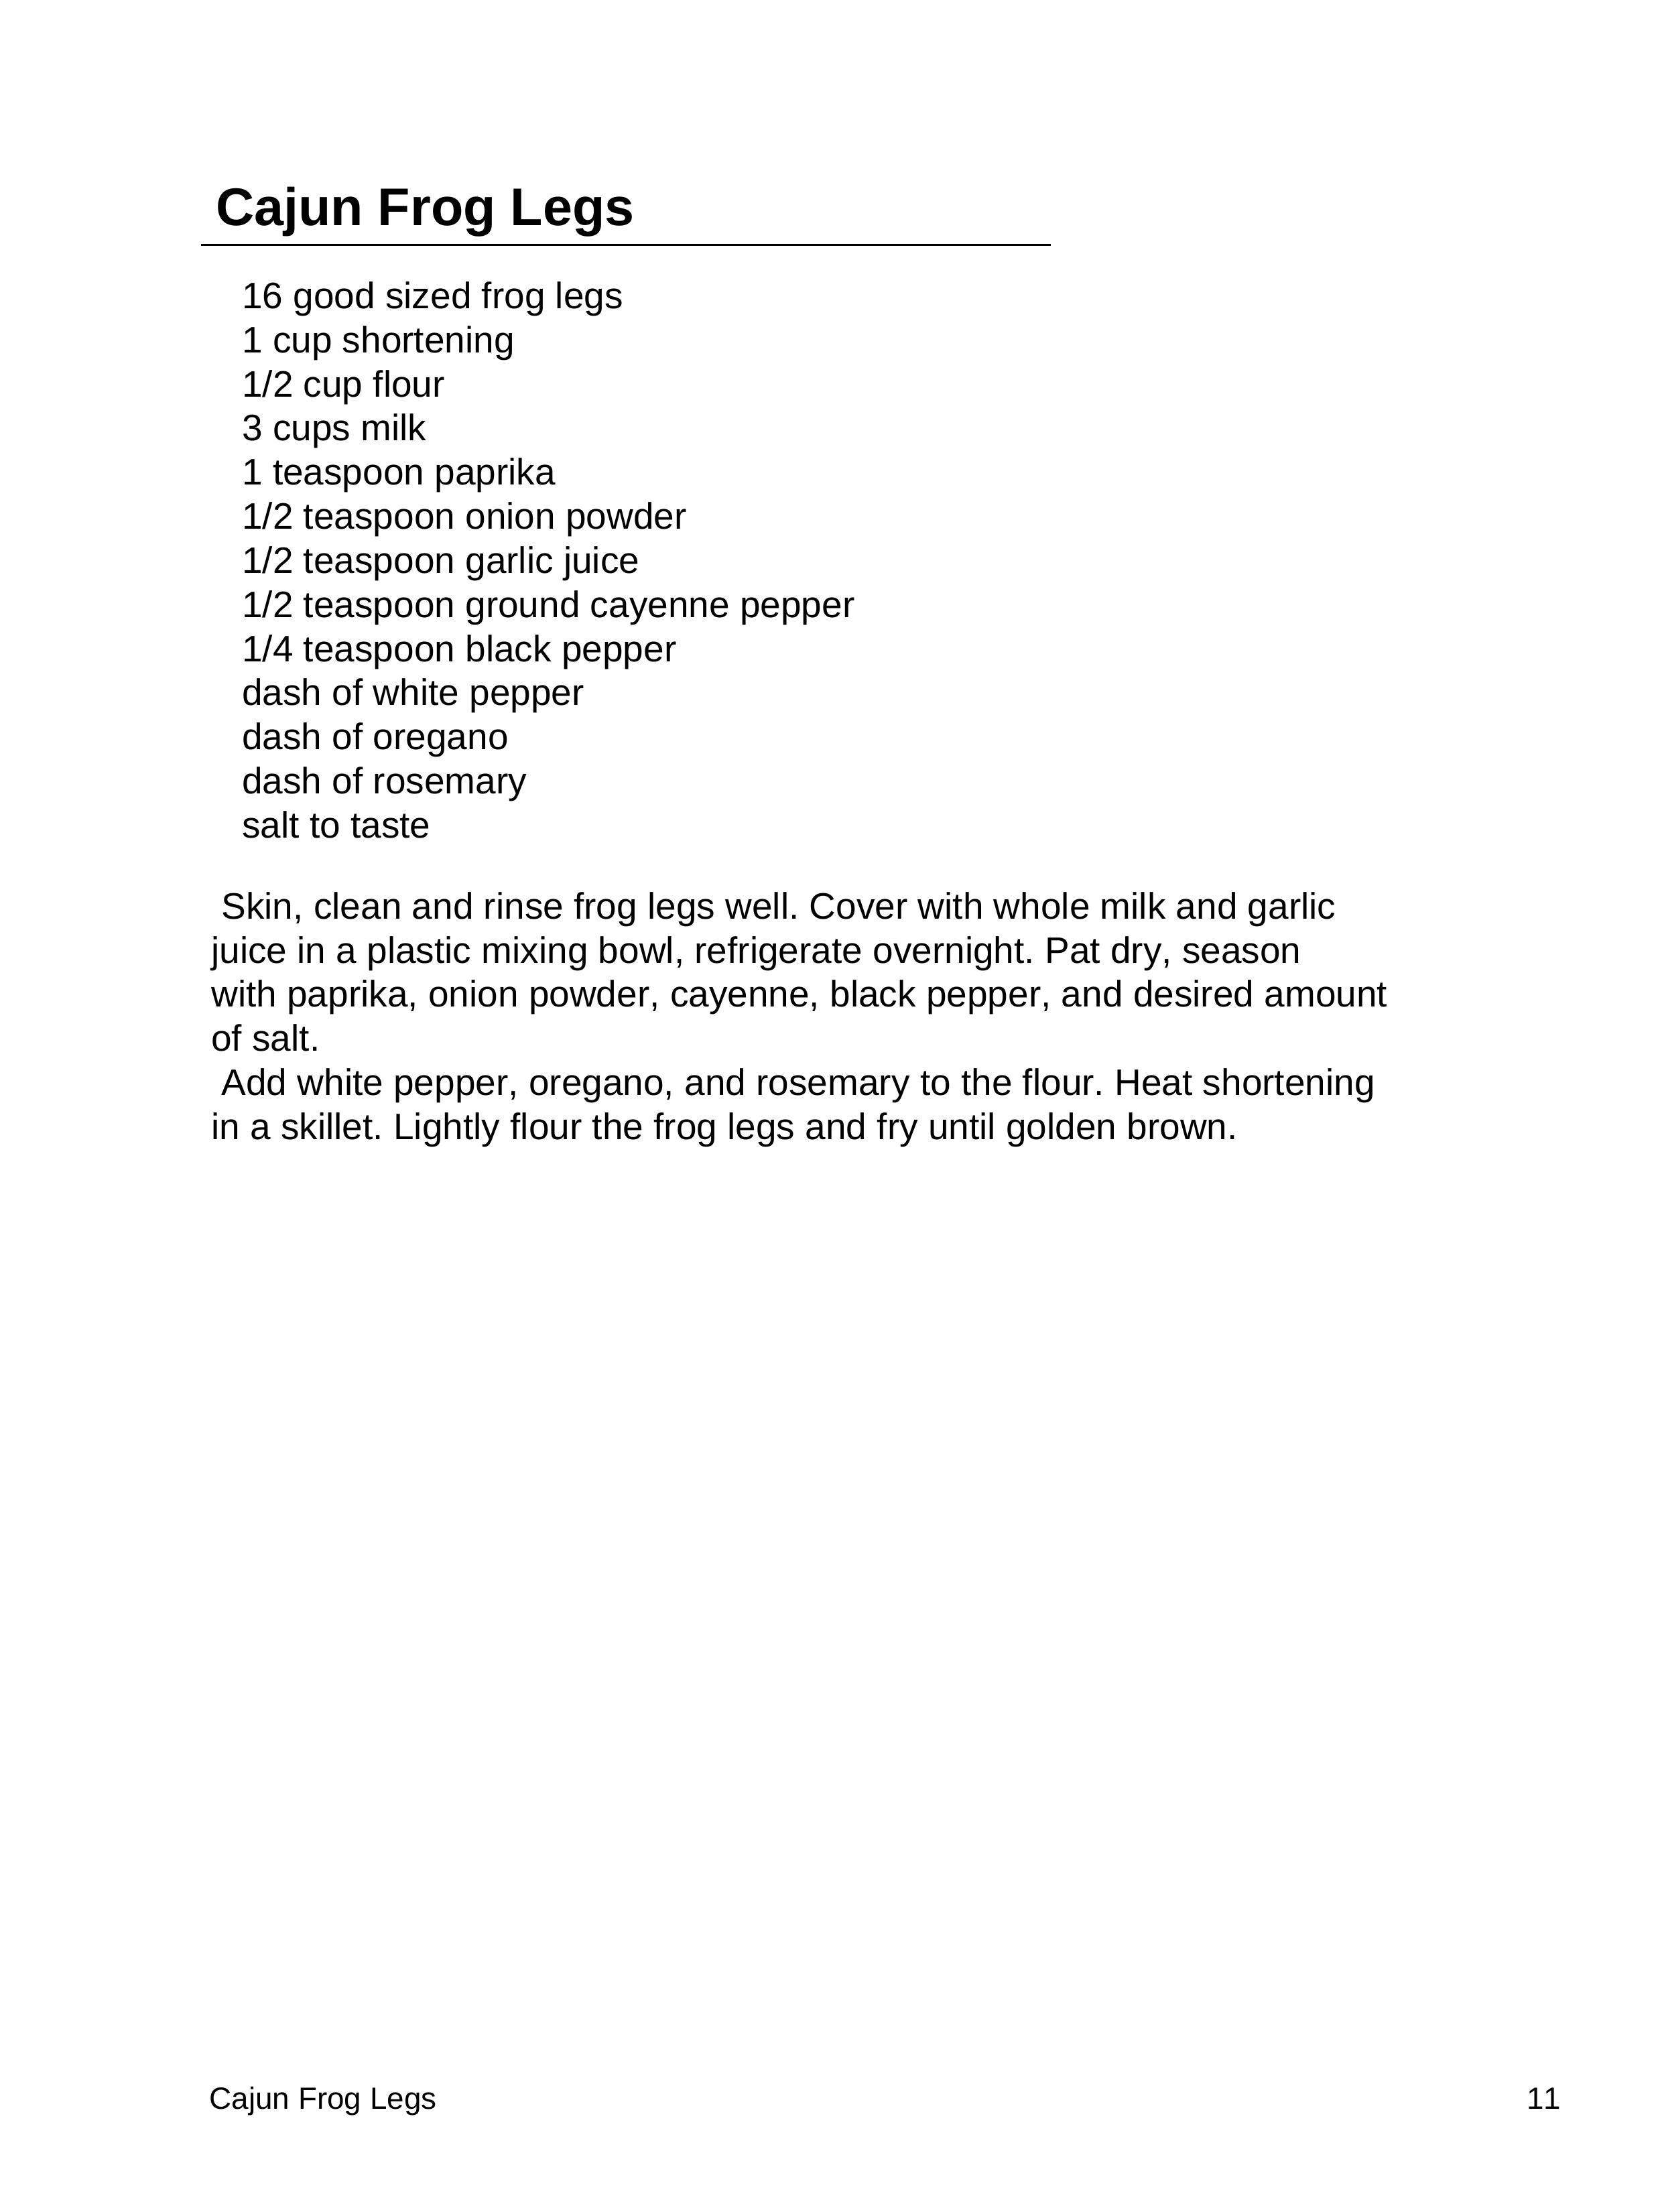 Cajun Frog Legs
16 good sized frog legs
1 cup shortening
1/2 cup flour
3 cups milk
1 teaspoon paprika
1/2 teaspoon onion powder
1/2 teaspoon garlic juice
1/2 teaspoon ground cayenne pepper
1/4 teaspoon black pepper
dash of white pepper
dash of oregano
dash of rosemary
salt to taste
Skin, clean and rinse frog legs well. Cover with whole milk and garlic
juice in a plastic mixing bowl, refrigerate overnight. Pat dry, season
with paprika, onion powder, cayenne, black pepper, and desired amount
of salt.
Add white pepper, oregano, and rosemary to the flour. Heat shortening
in a skillet. Lightly flour the frog legs and fry until golden brown.
Cajun Frog Legs 11